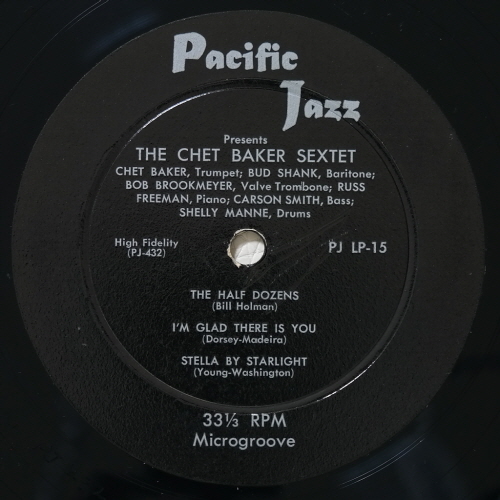 Pacific
Jazz
Presents
THE CHET BAKER SEXTET
CHET BAKER, Trumpet; BUD SHANK, Baritone;
BOB BROOKMEYER, Valve Trombone; RUSS
FREEMAN, Piano; CARSON SMITH, Bass;
SHELLY MANNE, Drums
High Fidelity
(PJ-432)
PJ LP-15
THE HALF DOZENS
(Bill Holman)
I'M GLAD THERE IS YOU
(Dorsey-Madeira)
STELLA BY STARLIGHT
(Young-Washington)
33⅓ RPM
Microgroove